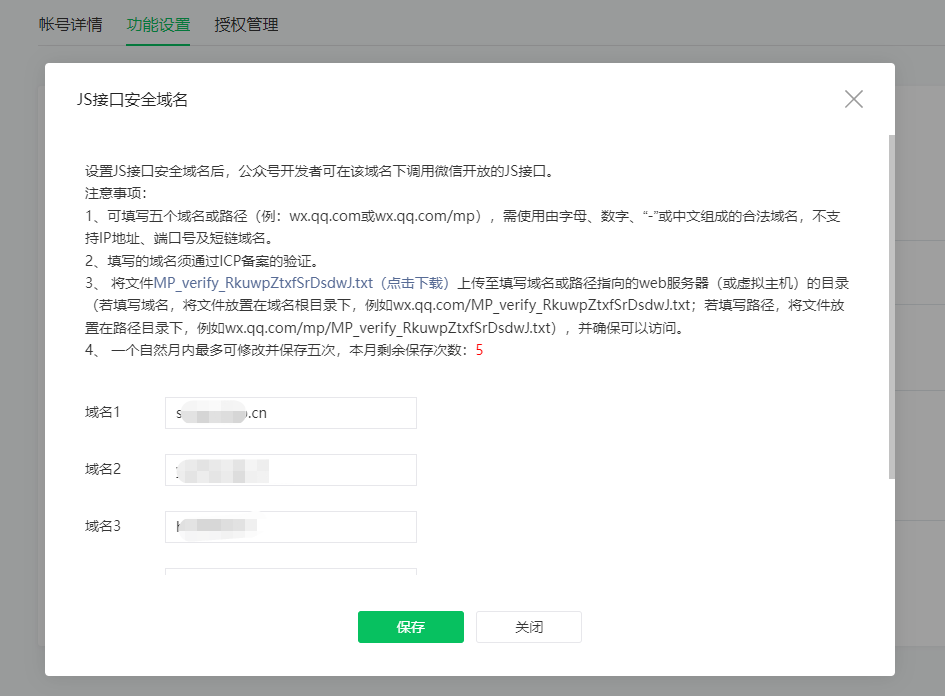 帐号详情 功能设置 授权管理
JS接口安全域名
设置JS接口安全域名后，公众号开发者可在该域名下调用微信开放的JS接口。
注意事项：
1、可填写五个域名或路径（例：wx.qq.com或wx.qq.com/mp），需使用由字母、数字、“-”或中文组成的合法域名，不支
持IP地址、端口号及短链域名。
2、填写的域名须通过ICP备案的验证。
3、 将文件MP_verify_RkuwpZtxfSrDsdwJ.txt（点击下载）上传至填写域名或路径指向的web服务器（或虚拟主机）的目录
（若填写域名，将文件放置在域名根目录下，例如wx.qq.com/MP_verify_RkuwpZtxfSrDsdwJ.txt；若填写路径，将文件放
置在路径目录下，例如wx.qq.com/mp/MP_verify_RkuwpZtxfSrDsdwJ.txt），并确保可以访问。
4、 一个自然月内最多可修改并保存五次，本月剩余保存次数：5
域名1 s .cn
域名2
域名3
保存 关闭